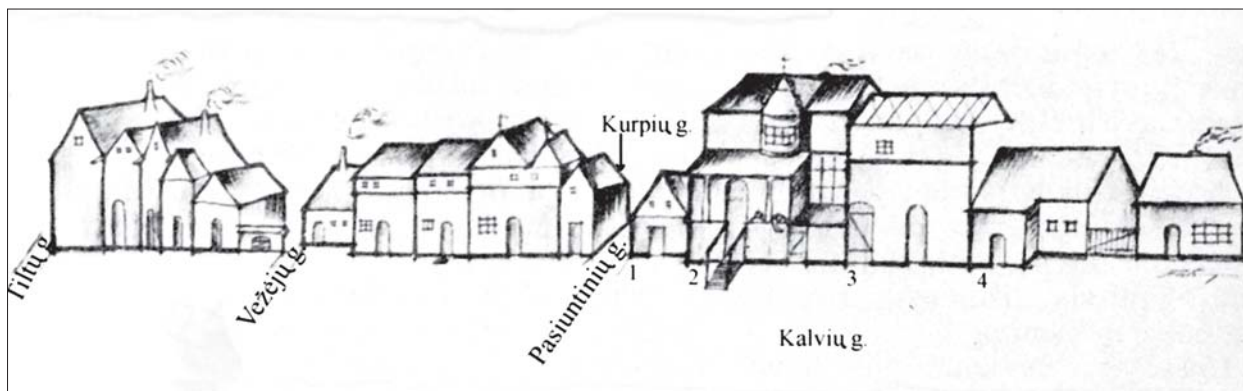 Kurpių g.
Tiltų g.
Vežėjų g.
Pasiuntinių g.
1 2 3 4
Kalvių g.